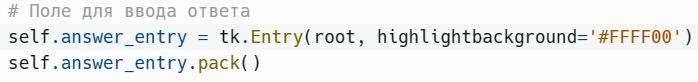 # Поле для ввода ответа
self.answer_entry = tk.Entry(root, highlightbackground='#FFFF00')
self.answer_entry.pack()